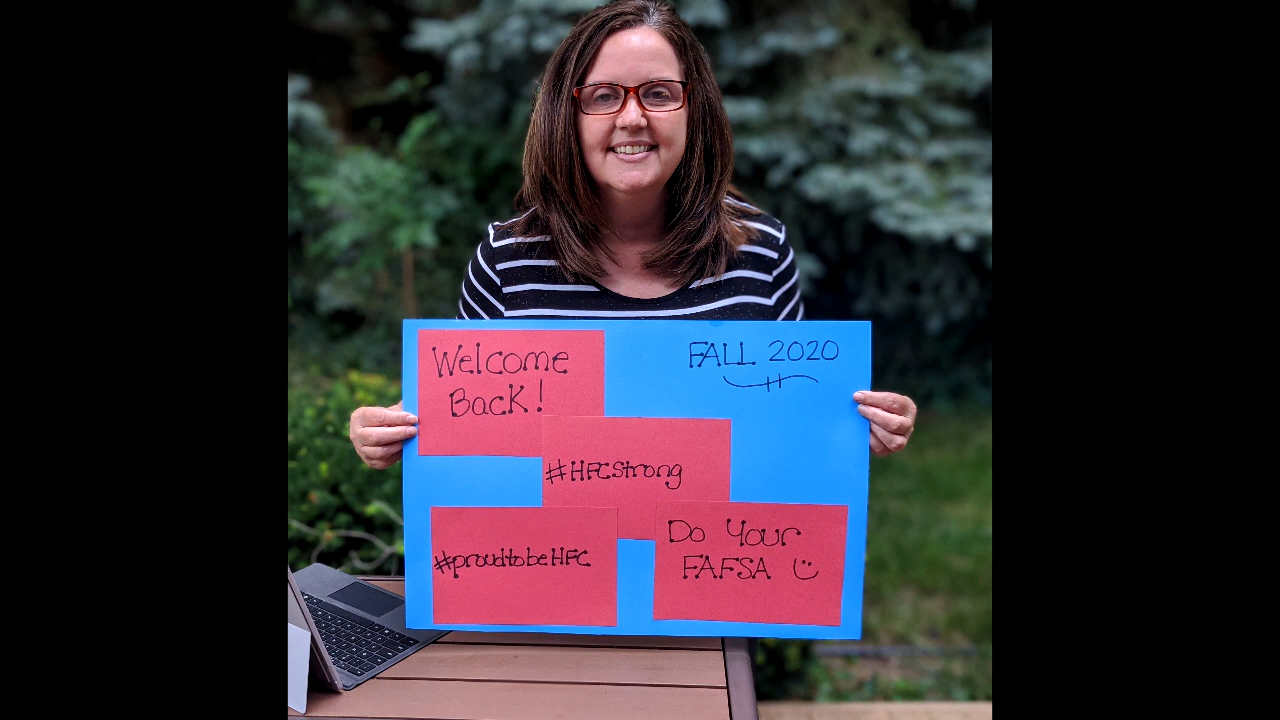 Welcome
Back!
FALL 2020
#HFCStrong
#proudtobeHFC
Do Your
FAFSA